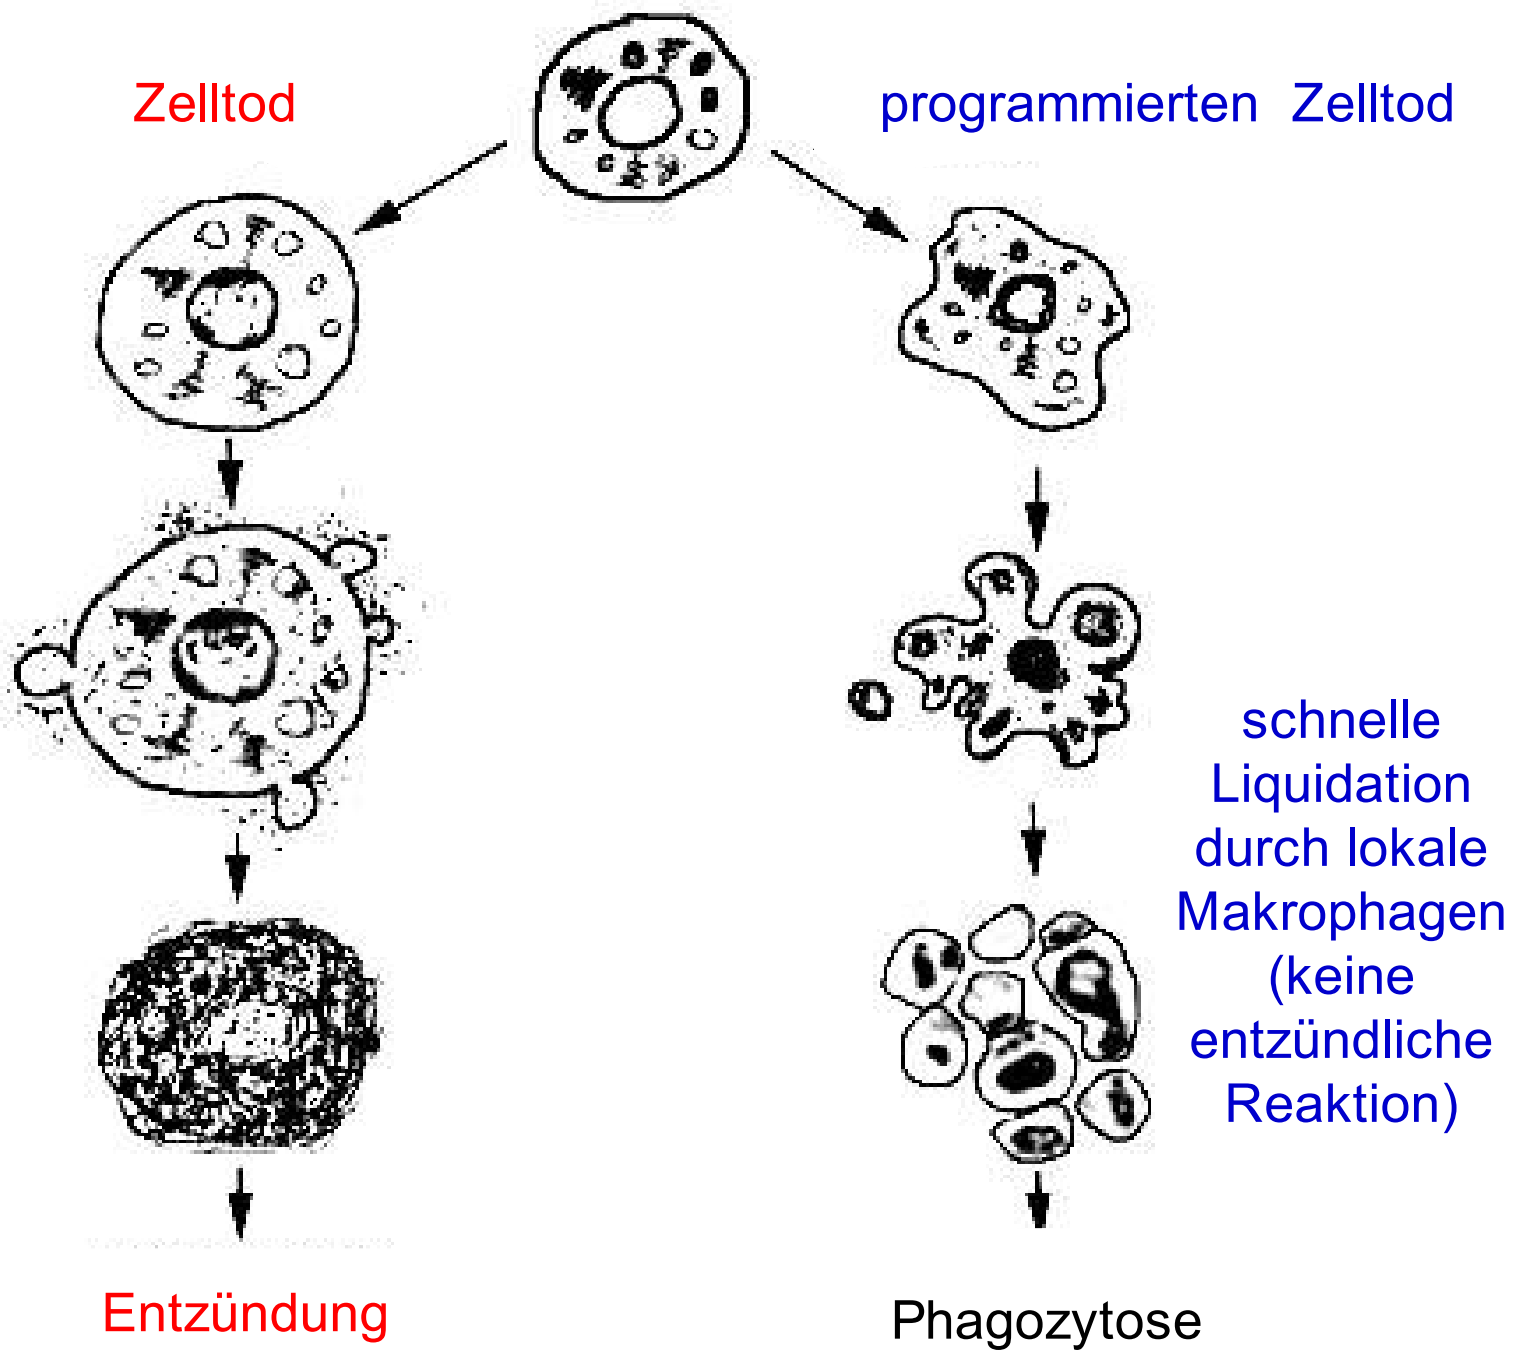 Zelltod
programmierten Zelltod
schnelle
Liquidation
durch lokale
Makrophagen
(keine
entzündliche
Reaktion)
Entzündung
Phagozytose